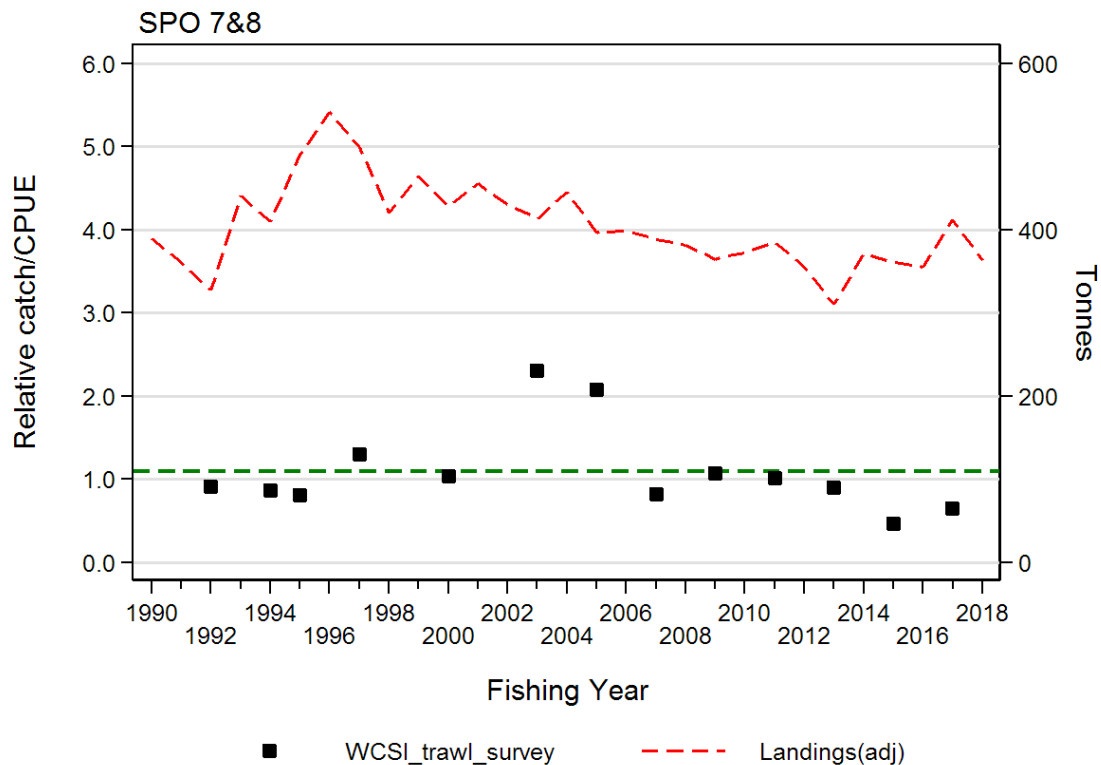 SPO 7&8
6.0
5.0
4.0
3.0
2.0
1.0
0.0
Relative catch/CPUE
600
400
200
0
Tonnes
1990 1994 1998 2002 2006 2010 2014 2018
1992 1996 2000 2004 2008 2012 2016
Fishing Year
WCSI_trawl_survey Landings(adj)